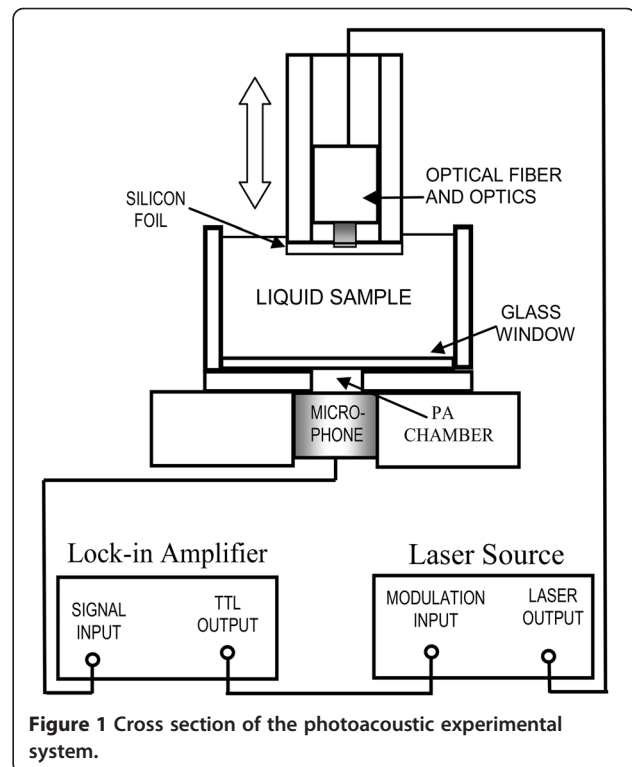 SILICON
FOIL
OPTICAL FIBER
AND OPTICS
LIQUID SAMPLE
GLASS
WINDOW
MICRO-
PHONE
PA
CHAMBER
Lock-in Amplifier
SIGNAL
INPUT
TTL
OUTPUT
Laser Source
MODULATION
INPUT
LASER
OUTPUT
Figure 1 Cross section of the photoacoustic experimental
system.